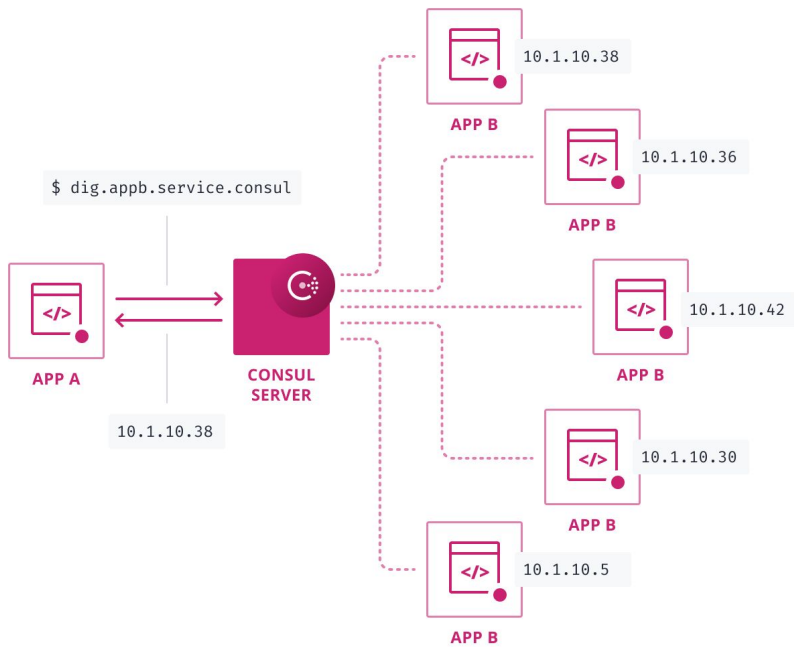 10.1.10.38
APP B
10.1.10.36
APP B
$ dig.appb.service.consul
10.1.10.42
APP B
APP A
CONSUL
SERVER
10.1.10.38
10.1.10.30
APP B
10.1.10.5
APP B
</>
</>
</>
</>
</>
</>